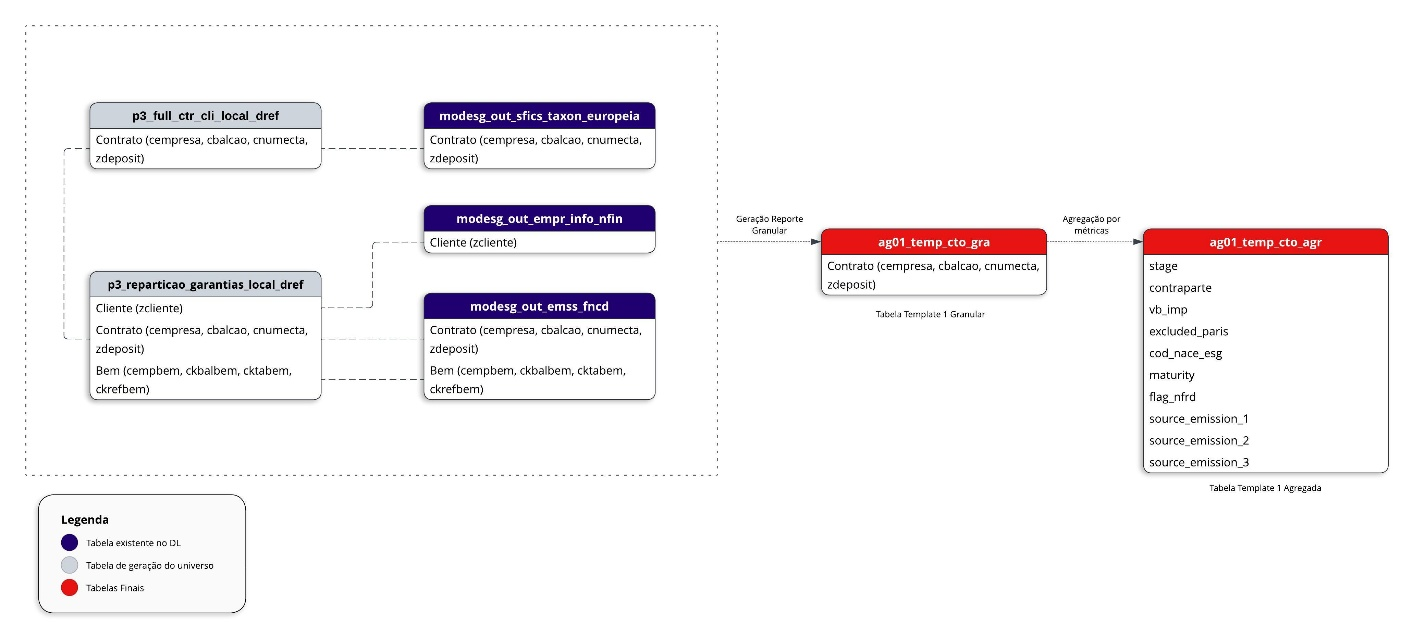 p3_full_ctr_cli_local_dref
Contrato (cempresa, cbalcao, cnumecta,
zdeposit)
modesg_out_sfics_taxon_europeia
Contrato (cempresa, cbalcao, cnumecta,
zdeposit)
modesg_out_empr_info_nfin
Cliente (zcliente)
p3_reparticao_garantias_local_dref
Cliente (zcliente)
Contrato (cempresa, cbalcao, cnumecta,
zdeposit)
Bem (cempbem, ckbalbem, cktabem,
ckrefbem)
modesg_out_emss_fncd
Contrato (cempresa, cbalcao, cnumecta,
zdeposit)
Bem (cempbem, ckbalbem, cktabem,
ckrefbem)
Geração Reporte
Granular
ag01_temp_cto_gra
Contrato (cempresa, cbalcao, cnumecta,
zdeposit)
Tabela Template 1 Granular
Agregação por
métricas
ag01_temp_cto_agr
stage
contraparte
vb_imp
excluded_paris
cod_nace_esg
maturity
flag_nfrd
source_emission_1
source_emission_2
source_emission_3
Tabela Template 1 Agregada
Legenda
Tabela existente no DL
Tabela de geração do universo
Tabelas Finais